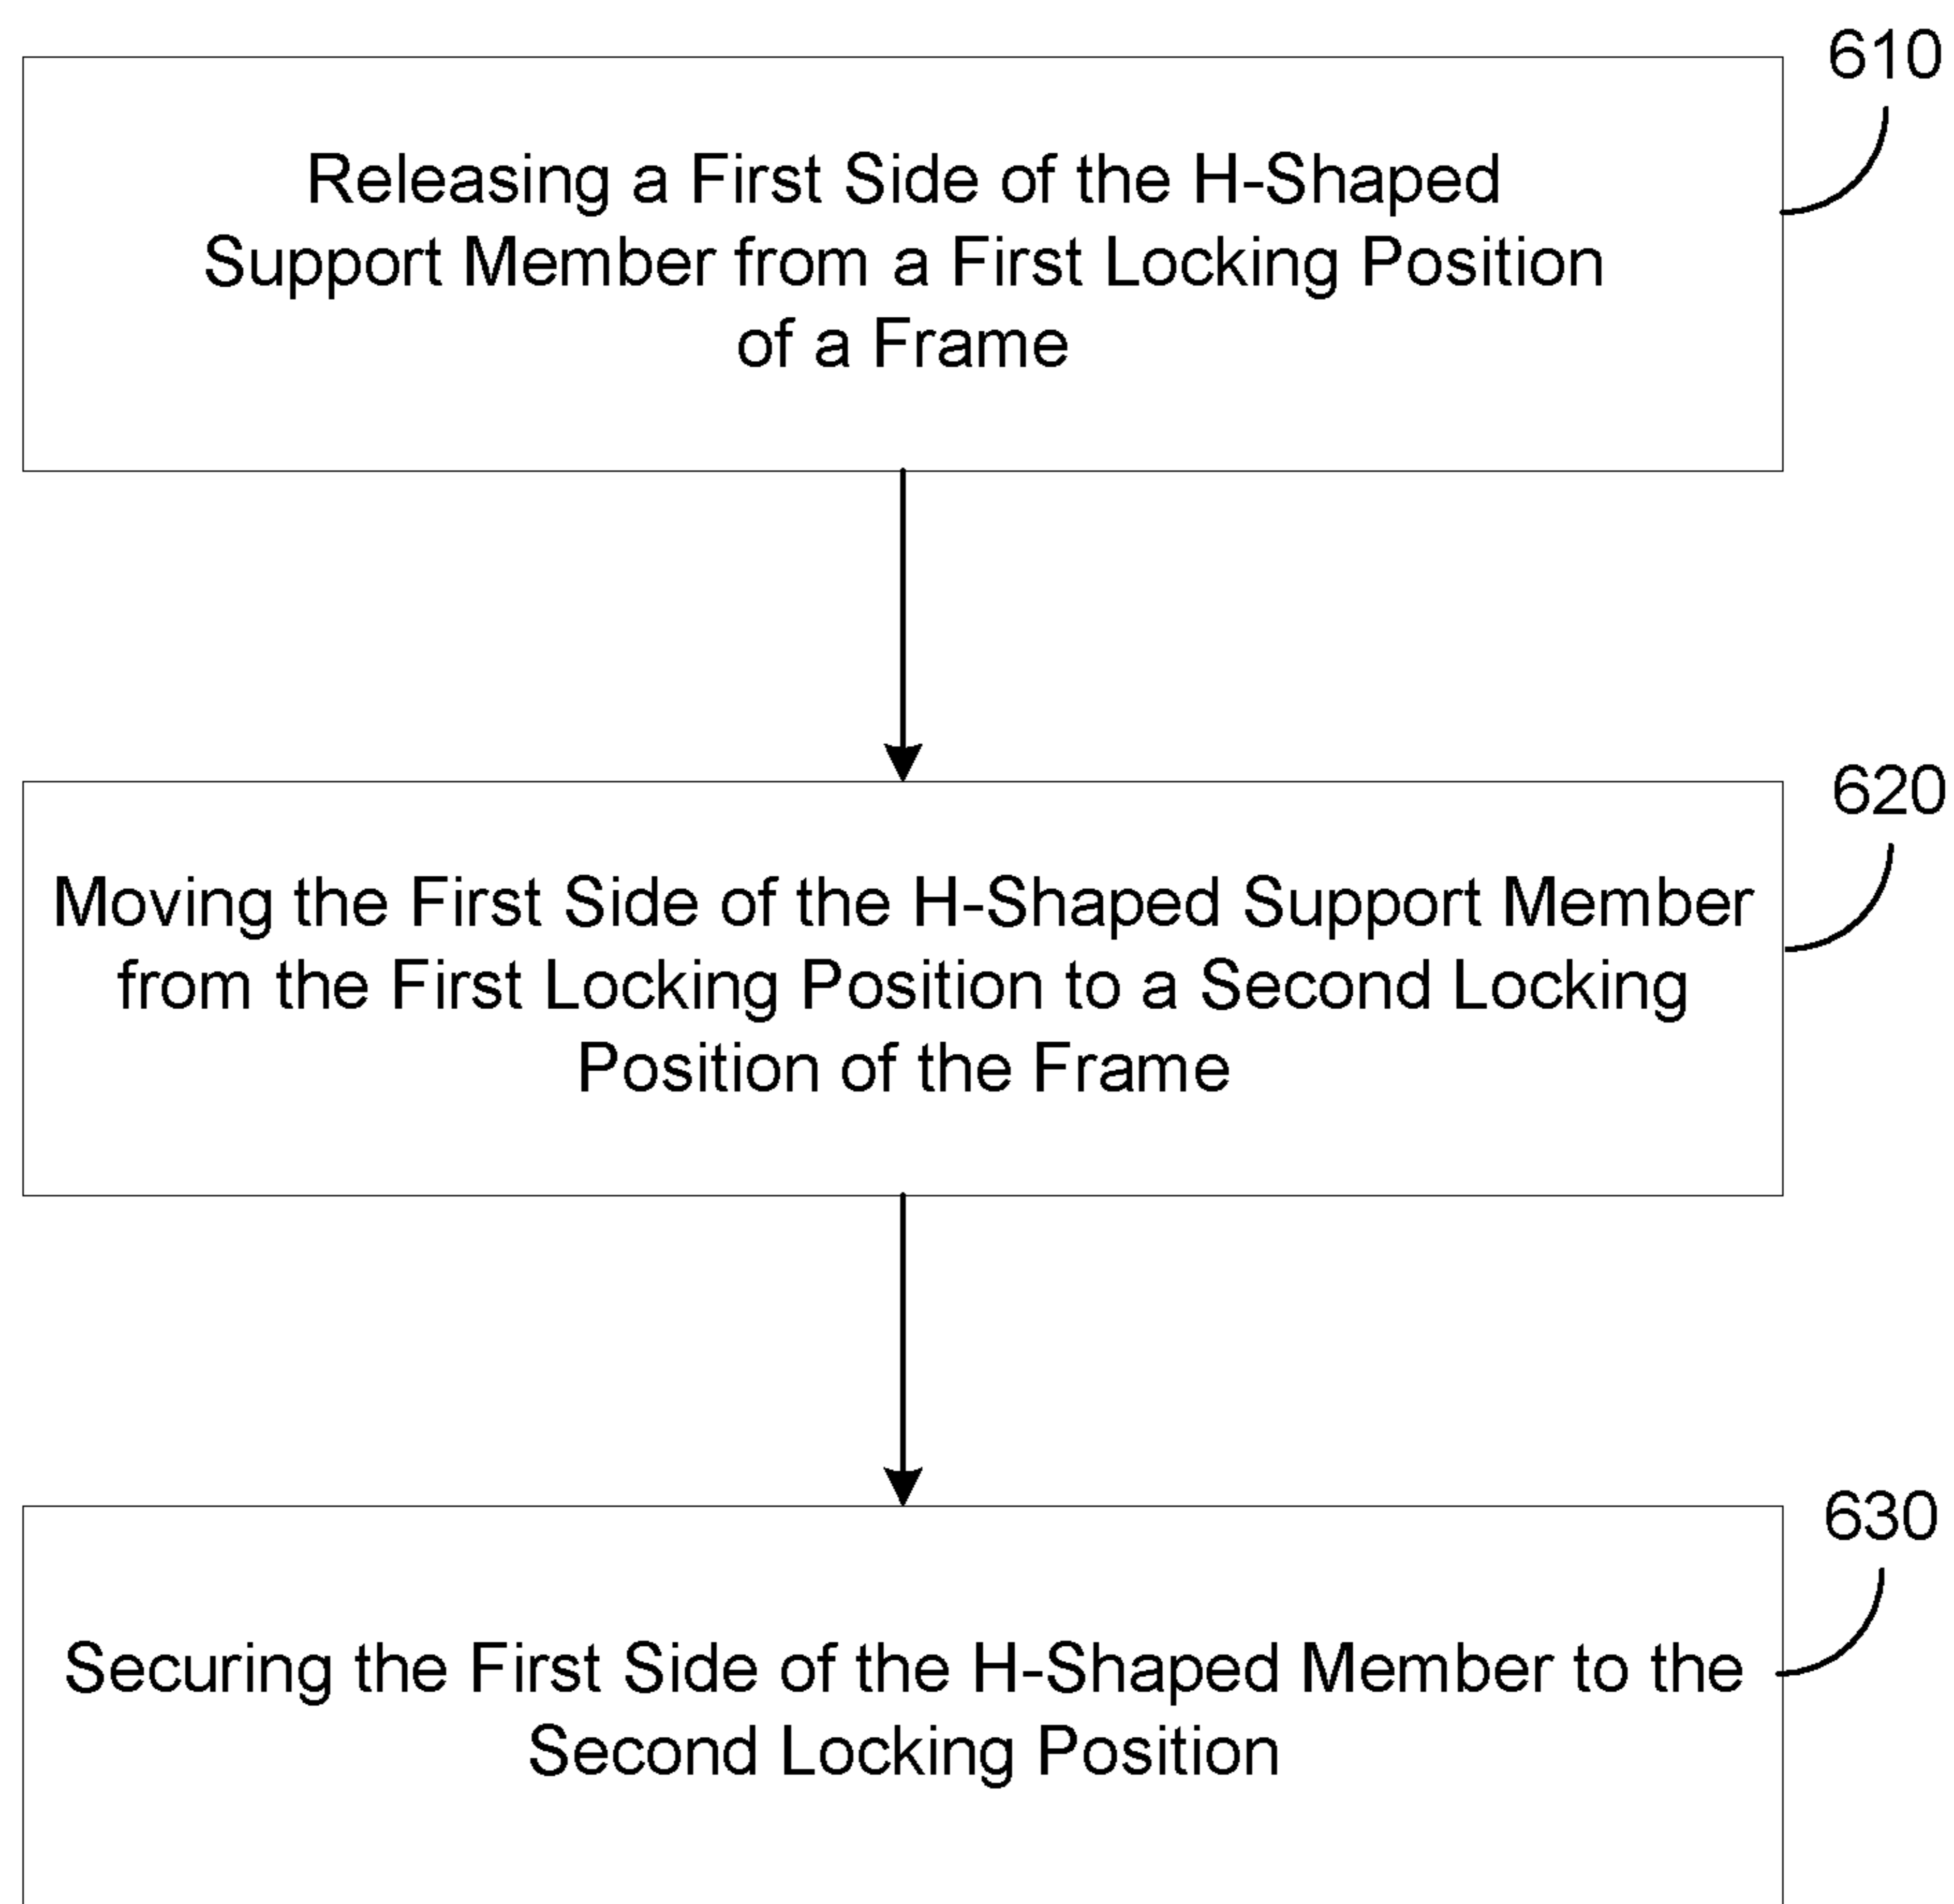 610
Releasing a First Side of the H-Shaped
Support Member from a First Locking Position
of a Frame
620
Moving the First Side of the H-Shaped Support Member
from the First Locking Position to a Second Locking
Position of the Frame
630
Securing the First Side of the H-Shaped Member to the
Second Locking Position